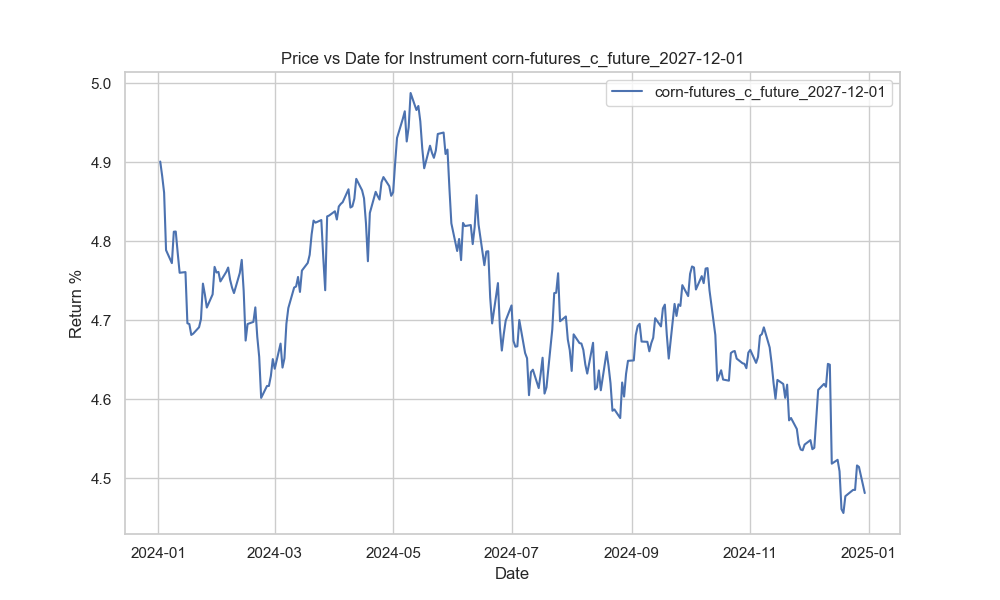 Price vs Date for Instrument corn-futures_c_future_2027-12-01
corn-futures_c_future_2027-12-01
Return %
5.0
4.9
4.8
4.7
4.6
4.5
2024-01 2024-03 2024-05 2024-07 2024-09 2024-11 2025-01
Date